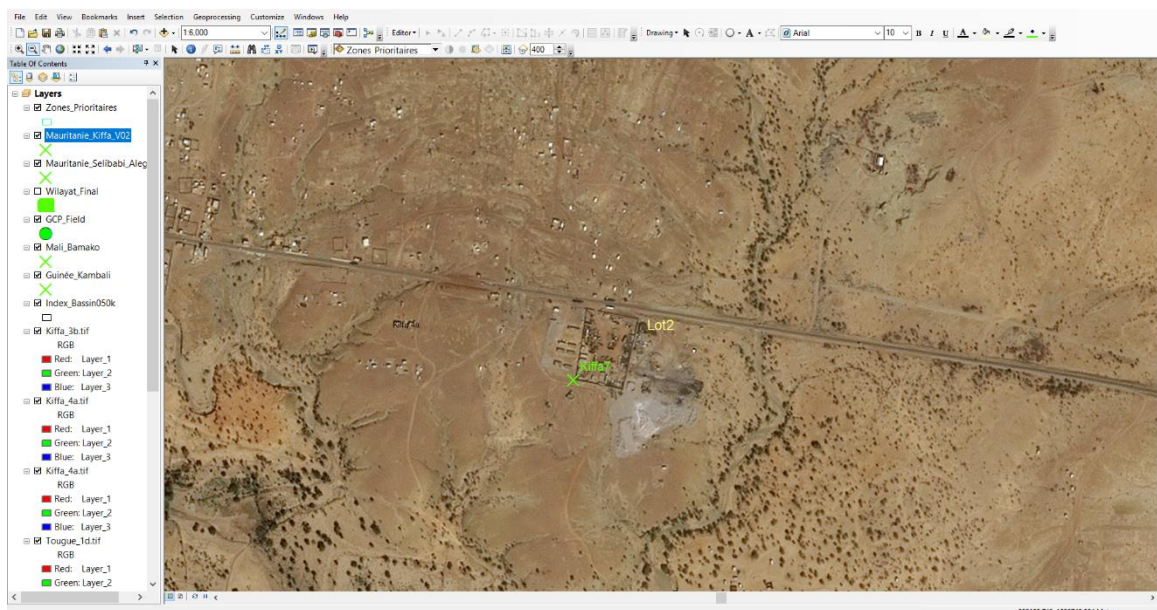 File Edit View Bookmarks Insert Selection Geoprocessing Customize Windows Help
1:6,000 Editor Drawing Arial 10 B I U A
Zones Prioritaires 400
Table Of Contents
Layers
Zones_Prioritaires
Mauritanie_Kiffa_V02
Mauritanie_Selibabi_Aleg
Wilayat_Final
GCP_Field
Mali_Bamako
Guinée_Kambali
Index_Bassin050k
Kiffa_3b.tif
RGB
Red: Layer_1
Green: Layer_2
Blue: Layer_3
Kiffa_4a.tif
RGB
Red: Layer_1
Green: Layer_2
Blue: Layer_3
Kiffa_4a.tif
RGB
Red: Layer_1
Green: Layer_2
Blue: Layer_3
Tougue_1d.tif
RGB
Red: Layer_1
Green: Layer_2
Lot2
Kiffa7